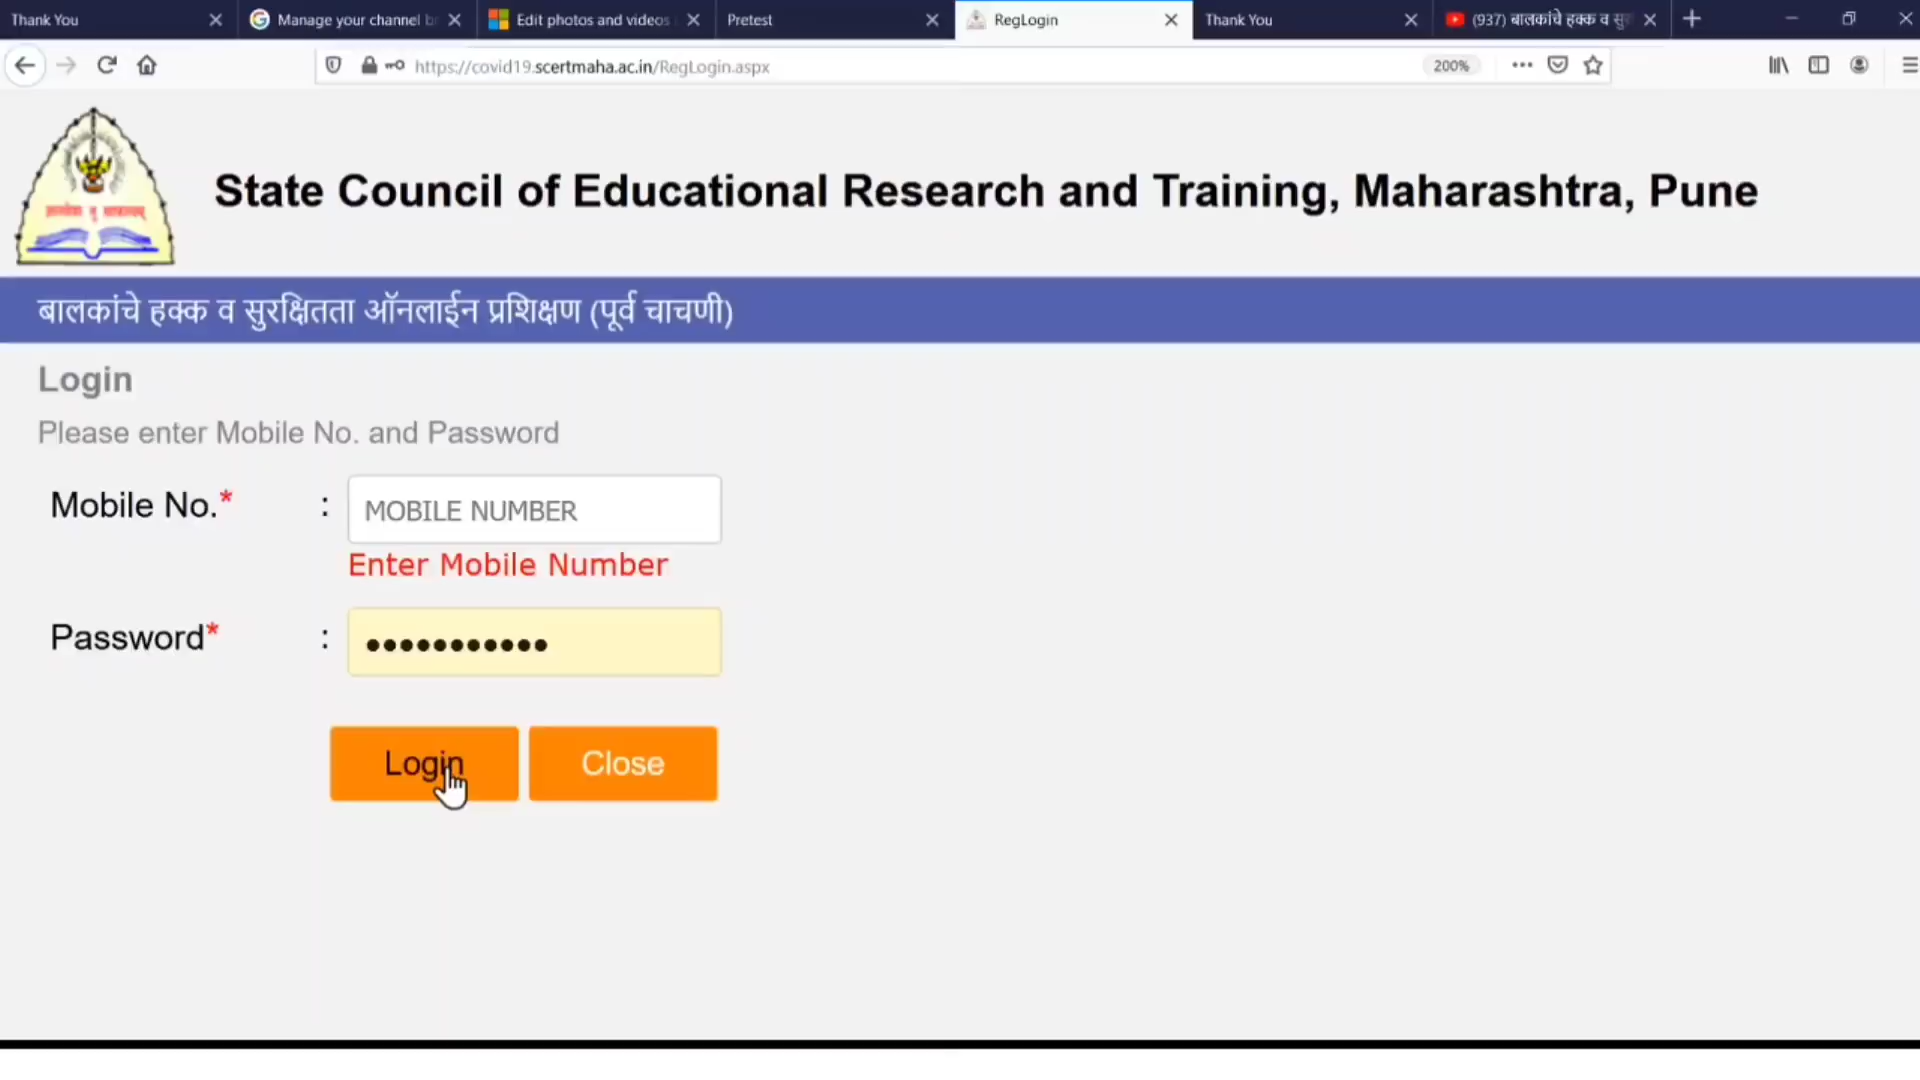 Thank You
Manage your channel
Edit photos and videos
Pretest
RegLogin
Thank You
(937) बालकांचे हक्क व
https://covid19.scertmaha.ac.in/RegLogin.aspx
200%
State Council of Educational Research and Training, Maharashtra, Pune
बालकांचे हक्क व सुरक्षितता ऑनलाईन प्रशिक्षण (पूर्व चाचणी)
Login
Please enter Mobile No. and Password
Mobile No.* : MOBILE NUMBER
Enter Mobile Number
Password* : •••••••••••
Login Close